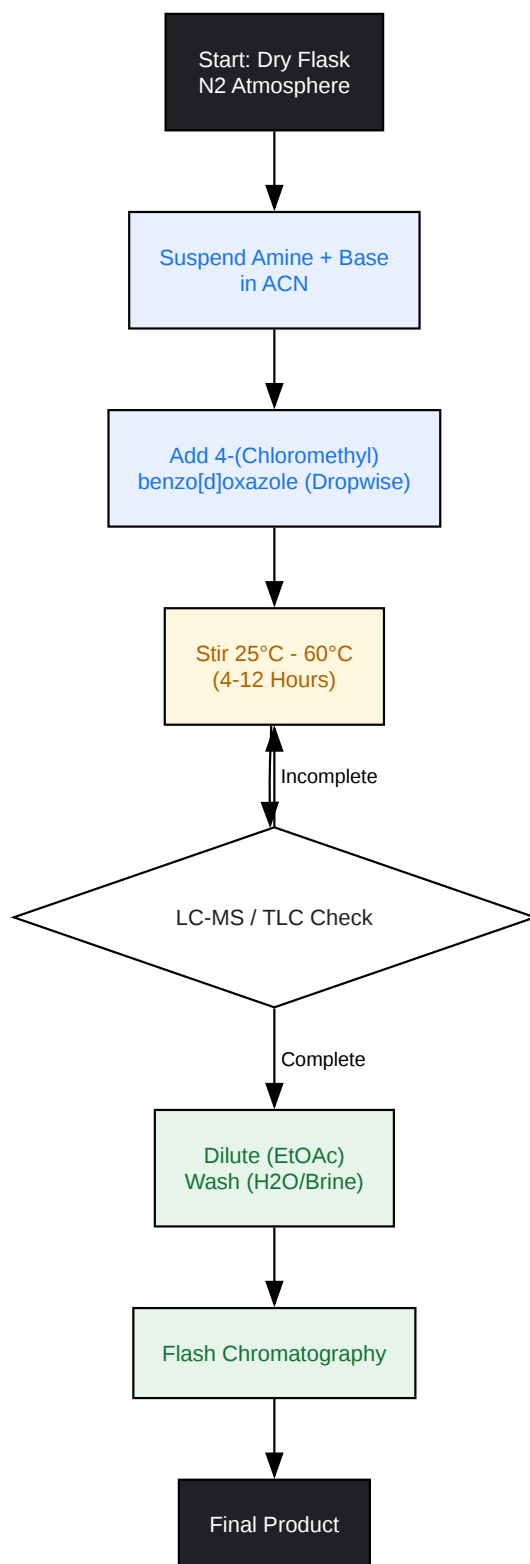 Start: Dry Flask
N2 Atmosphere
Suspend Amine + Base
in ACN
Add 4-(Chloromethyl)
benzo[d]oxazole (Dropwise)
Stir 25°C - 60°C
(4-12 Hours)
Incomplete
LC-MS / TLC Check
Complete
Dilute (EtOAc)
Wash (H2O/Brine)
Flash Chromatography
Final Product